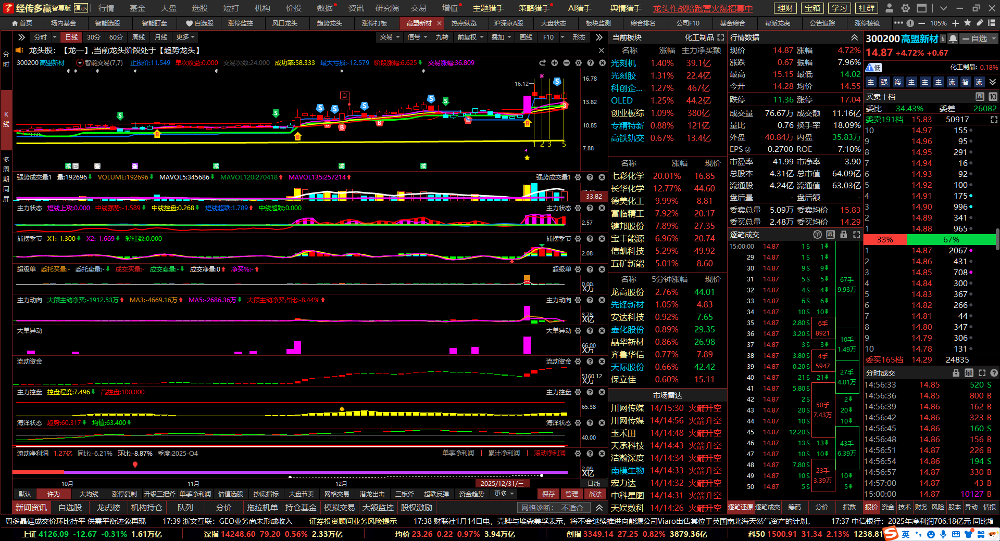 经传多赢 智尊版 演示 行情 基金 大盘 选股 短打 机构 价投 数据 资讯 研究院 交易 增值 主题猎手 策略猎手 AI猎手 舆情猎手 龙头作战陪跑营火爆招募中 理财 宝箱 学习 社群
首页 场内基金 智能选股 智能盯盘 自选股 涨停监控 风口龙头 趋势龙头 涨停打板 高盟新材 热点纵览 沪深京A股 大盘状态 板块监测 综合排名 公司F10 基金综合 帮派龙虎 公告追踪 涨停棱镜 105%
分时 日线 30分 60分 周线 月线 更多 交易 信号 九转 前复权 叠加 画线 F10 形态
龙头股: 【龙一】,当前龙头阶段处于【趋势龙头】
300200 高盟新材 智能交易(7,7) 止损价:11.549 单次收益:0.000 交易次数:24.000 成功率:58.333 最大亏损:-12.579 阶段涨幅:6.625 交易涨幅:36.809
分时
K线
多周期同屏
16.78
13.82
10.85
7.88
16.12
9.68
1 2 3 5
强势成交量1 量:192696 VOLUME:192696 MAVOL5:345686 MAVOL120:270418 MAVOL135:257214 强势成交量1
33.82
主力状态 短线上攻:0.000 中线强势:-1.589 中线控盘:0.268 短线超跌:1.789 中线超跌:0.000 主力状态
2.57
捕捞季节 X1:-1.300 X2:-1.669 彩柱数:0.000 捕捞季节
2.08
超级单 委托买量:- 委托卖量:- 成交买量:- 成交卖量:- 成交净量:0 净买%:- 超级单
0.00
X万
主力动向 大额主动净买:-1912.53万 MA3:-4669.16万 MA5:-2686.36万 大额主动净买占比:-8.44% 主力动向
3.78
X亿
大单异动 大单异动
66.00
X万
流动资金 流动资金
5160.12
X万
主力控盘 控盘程度:7.496 高控盘:100.000 主力控盘
65.38
海洋状态 趋势:60.317 均值:63.400 海洋状态
40.00
滚动净利润 1.27亿 同比:-6.21% 环比:-8.87% 季度:2025-Q4 单季净利润 | 累计净利润 | 滚动净利润
2.09
X亿
10月 11月 12月 2025/12/31/三 日线
默认 许为 大均线 涨停复制 升级三把斧 单季净利润 估值选股 抄底指标 大盘节奏 网格交易 潜龙出击 三板斧 超跌反弹 资金趋势 更多 保存 管理 战法
新闻资讯 自选股 龙虎榜 机构持仓 队列 分价 拖拉机单 持仓基金 模拟交易 大额监控 股权激励 网格诊断: 不适合
当前板块 化工制品
名称 涨幅 主力净买额
光刻机 1.40% 39.1亿
光刻胶 1.31% 22.4亿
科创企... 1.27% 467亿
OLED 1.25% 44.2亿
创业板综 1.09% 380亿
专精特新 0.88% 121亿
高铁轨交 0.67% 13.4亿
名称 涨幅 现价
七彩化学 20.01% 16.85
长华化学 12.77% 44.60
德美化工 9.99% 8.81
富临精工 7.92% 20.17
键邦股份 7.89% 27.35
宝丰能源 6.96% 20.74
信凯科技 5.29% 49.92
五矿新能 5.01% 8.60
名称 5分钟涨幅 现价
龙高股份 2.76% 44.01
先锋新材 1.05% 4.83
安达科技 0.92% 7.65
壶化股份 0.89% 29.35
晶华新材 0.86% 26.98
齐鲁华信 0.77% 7.89
天际股份 0.66% 42.42
保立佳 0.60% 15.11
市场雷达
川网传媒 14/15:30 火箭升空
川网传媒 14/14:56 火箭升空
玉禾田 14/14:48 火箭升空
天承科技 14/14:43 火箭升空
浩瀚深度 14/14:34 火箭升空
南模生物 14/14:33 火箭升空
宏力达 14/14:32 火箭升空
中科星图 14/14:31 火箭升空
天娱数科 14/14:26 火箭升空
行情数据
现价 14.87 涨幅 4.72%
涨跌 0.67 振幅 7.96%
最高 15.15 最低 14.02
今开 14.28 均价 14.55
跌停 11.36 涨停 17.04
成交量 76.67万 成交额 11.16亿
量比 0.76 换手率 18.09%
外盘 40.84万 内盘 35.83万
EPS③ 0.2700 ROE 7.10%
市盈率 41.99 市净率 3.90
总股本 4.31亿 总市值 64.09亿
流通股 4.24亿 流通值 63.03亿
盘后量 - 盘后额 -
委卖总量 5.09万 委卖均价 15.83
委买总量 2.48万 委买均价 14.29
逐笔成交
15:00:00 14.87 1 S 1
29 14.87 1 S 1
30 14.87 9 S 9
31 14.87 5 S 5
32 14.87 4 S 4
33 14.87 6 S 6
34 14.87 10 S 10
35 14.87 2.80 S
36 14.87 3.20 S
37 14.87 3 S 3
38 14.87 3.80 S
39 14.87 0.20 S
40 14.87 21 S 21
41 14.87 5.80 S
42 14.87 2 S
43 14.87 20 S
44 14.87 10 S
45 14.87 12.20 S
46 14.87 13 S 13
47 14.87 10 S 10
48 14.87 7.80 S
49 14.87 10 S
50 14.87 5 S
6手
8921
4手
5947
50手
7.43万
23手
3.39万
67手
9.93万
10手
1.49万
27手
4.01万
2
20
10
43手
6.39万
10
5
逐笔还原 逐笔成交 筹码 分价 指数
300200 高盟新材 自选
14.87 +4.72% +0.67
低 化工制品: 0.18%
主 强 海 主 主 主 流 智 流
买卖十档 量 10
委比 -34.43% 委差 -26082
委卖191档 15.83 50917
10 14.97 155
9 14.96 95
8 14.95 291
7 14.94 16
6 14.93 92
5 14.92 100
4 14.91 175
3 14.90 996
2 14.89 341
1 14.88 965
33% 67%
1 14.87 2067
2 14.86 431
3 14.85 708
4 14.84 300
5 14.83 367
6 14.82 266
7 14.81 44
8 14.80 347
9 14.79 306
10 14.78 131
委买165档 14.29 24835
分时成交
14:56:33 14.85 520 S
14:56:36 14.85 800 B
14:56:39 14.86 162 B
14:56:42 14.86 323 B
14:56:45 14.86 160 S
14:56:48 14.86 156 B
14:56:51 14.87 226 B
14:56:54 14.86 194 S
14:56:57 14.87 330 B
14:57:00 14.87 43 B
15:00:00 14.87 10127 B
报价 资金 技术 财务 风险 股本 异动 情报
周多晶硅成交价环比持平 供需平衡迹象再现 17:39 浙文互联：GEO业务尚未形成收入 证券投资顾问业务风险提示 17:38 财联社1月14日电，壳牌与埃森美孚表示，将不会继续推进向能源公司Viaro出售其位于英国南北海天然气资产的计划。 17:37 中信银行：2025年净利润706.18亿元 同比增
上证 4126.09 -12.67 -0.31% 1.61万亿 深指 14248.60 79.20 0.56% 2.33万亿 均价 23.26 0.22 0.97% 3.94万亿 创指 3349.14 27.25 0.82% 3879.36亿 科50 1500.91 31.34 2.13% 1238.81
英